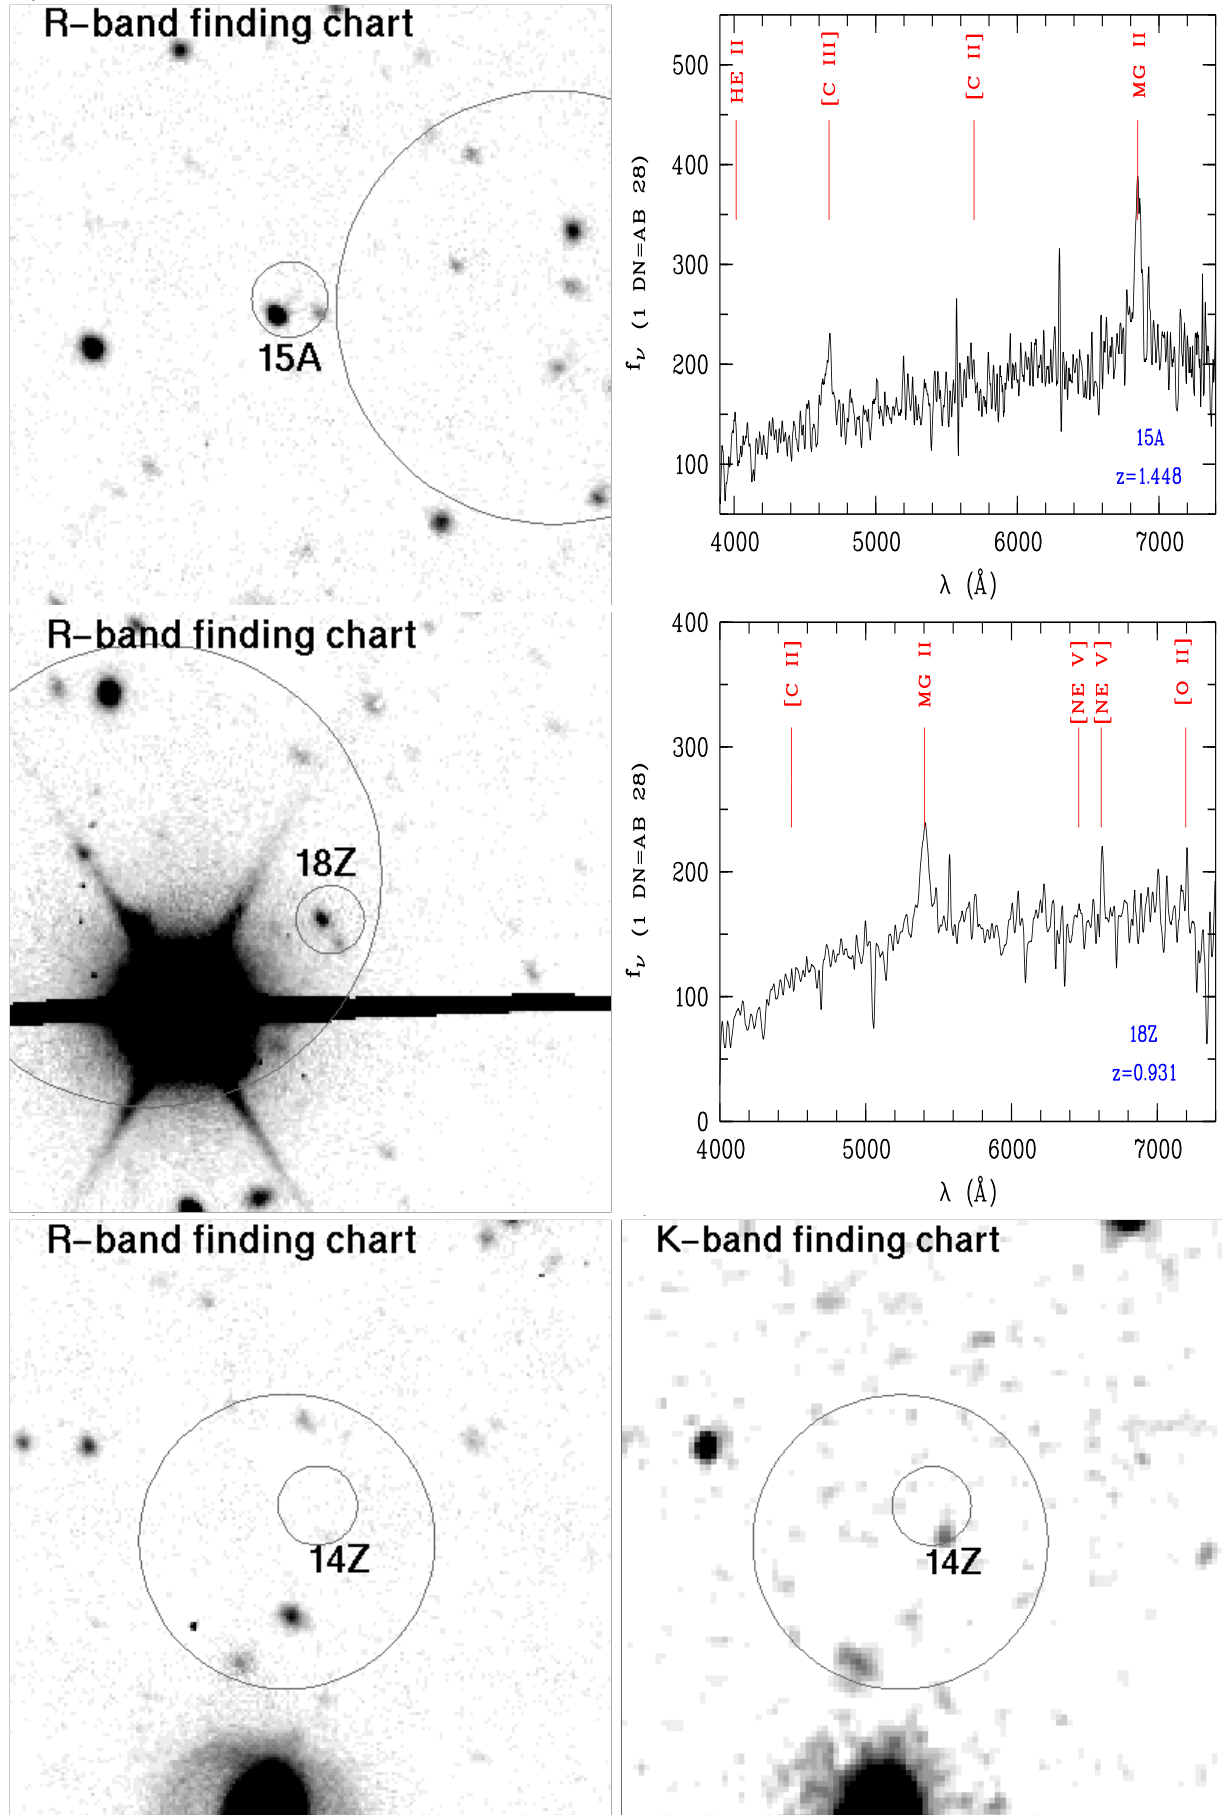 R-band finding chart
15A
HE II
[C III]
[C II]
MG II
500
400
300
200
100
fν (1 DN=AB 28)
15A
z=1.448
4000 5000 6000 7000
λ (Å)
R-band finding chart
18Z
400
300
200
100
0
fν (1 DN=AB 28)
[C II]
MG II
[NE V]
[NE V]
[O II]
18Z
z=0.931
4000 5000 6000 7000
λ (Å)
R-band finding chart
14Z
K-band finding chart
14Z